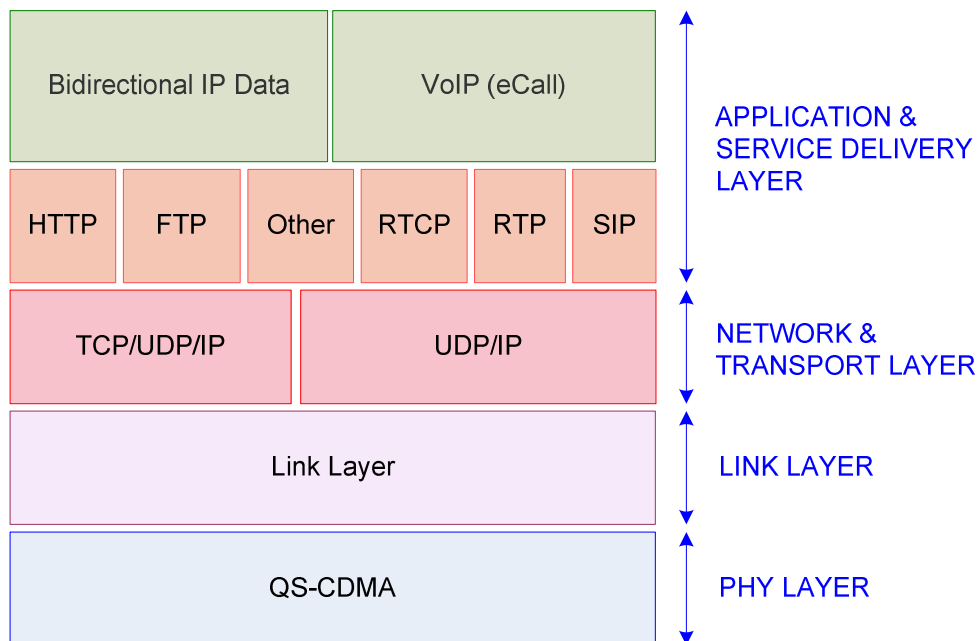 Bidirectional IP Data
VoIP (eCall)
APPLICATION &
SERVICE DELIVERY
LAYER
HTTP
FTP
Other
RTCP
RTP
SIP
TCP/UDP/IP
UDP/IP
NETWORK &
TRANSPORT LAYER
Link Layer
LINK LAYER
QS-CDMA
PHY LAYER